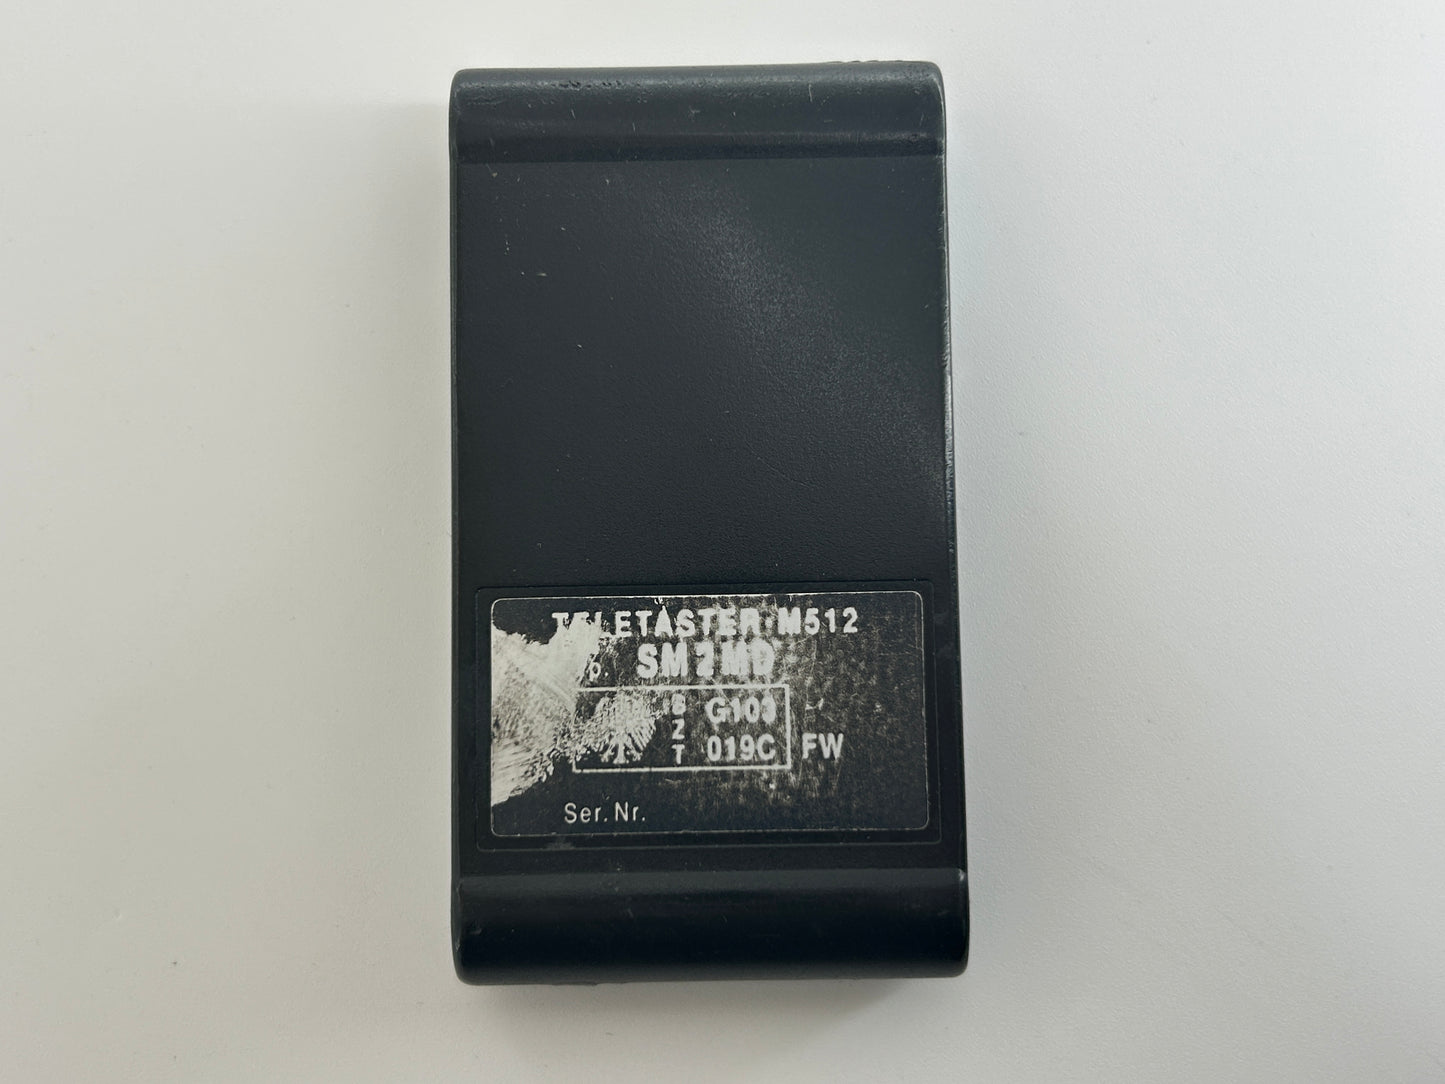 TELETASTER M512
SM2MD
B G103
Z
T 019C FW
Ser. Nr.